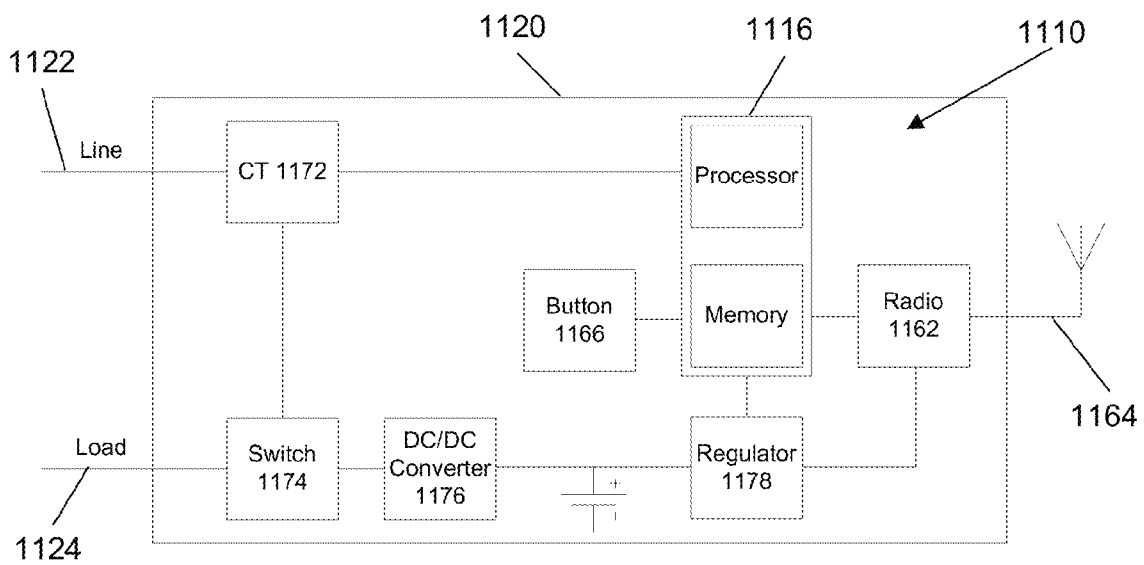 1120
1116
1110
1122
Line
CT 1172
Processor
Button
1166
Memory
Radio
1162
1164
Load
Switch
1174
DC/DC
Converter
1176
+
Regulator
1178
1124